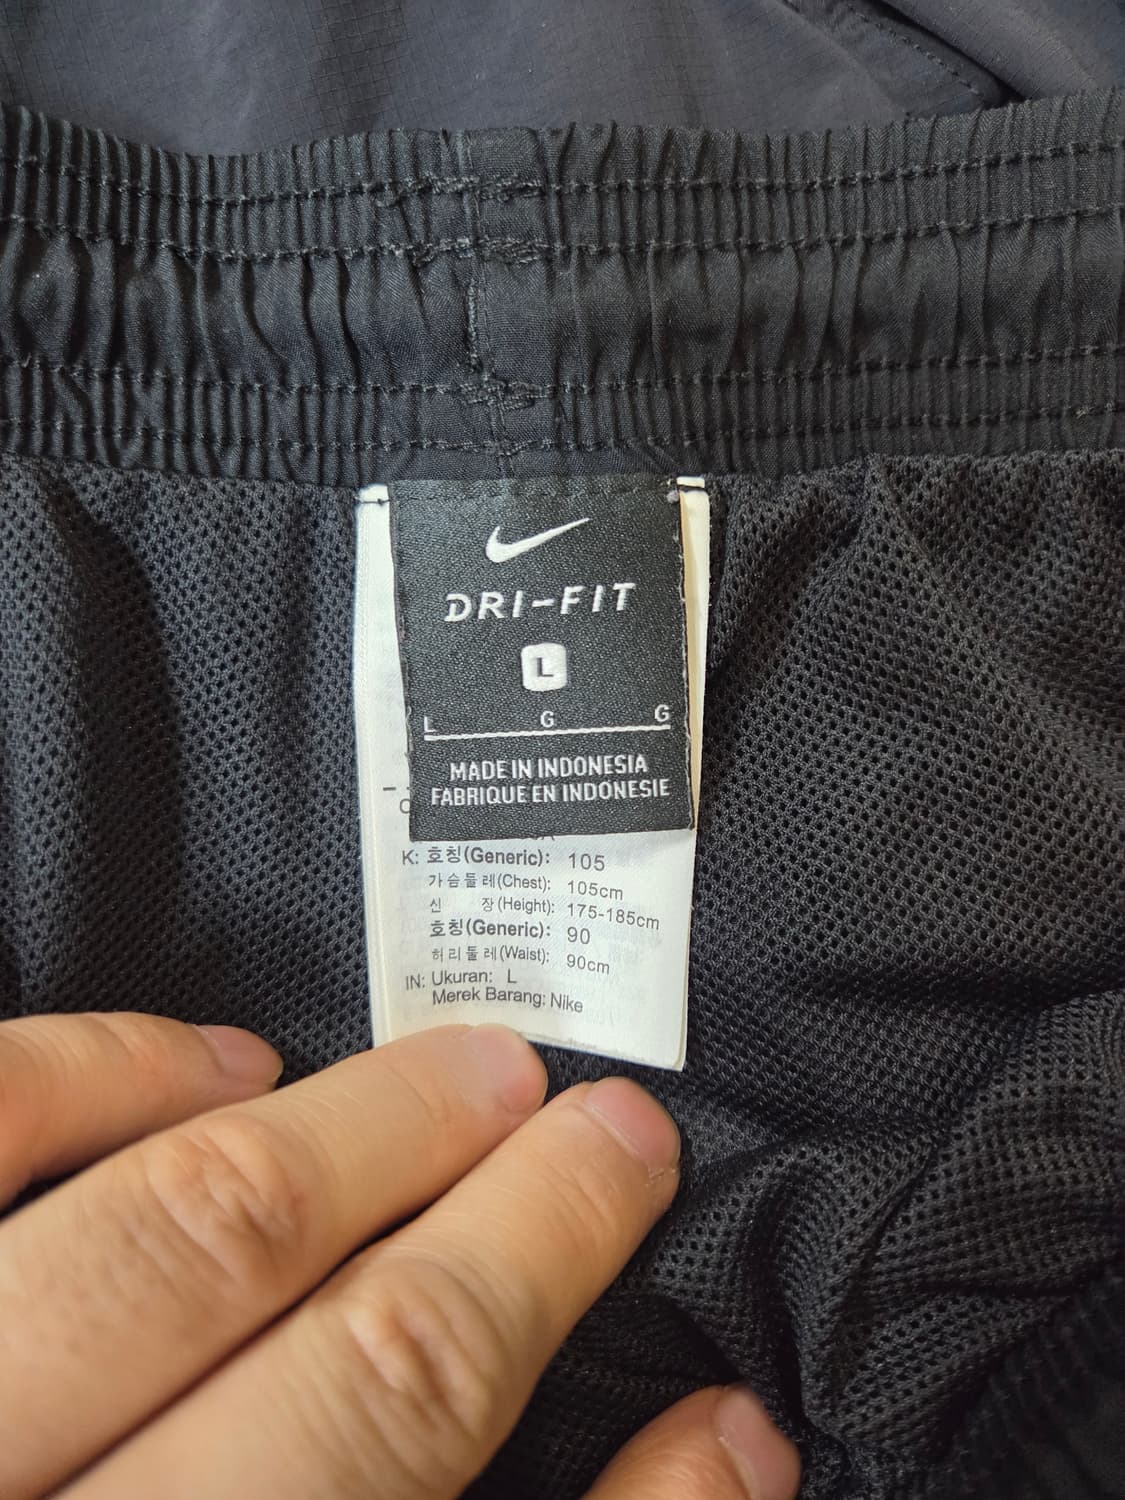 DRI-FIT
L
L G G
MADE IN INDONESIA
FABRIQUE EN INDONESIE
K: 호칭(Generic): 105
가슴둘레(Chest): 105cm
신 장(Height): 175-185cm
호칭(Generic): 90
허리둘레(Waist): 90cm
IN: Ukuran: L
Merek Barang: Nike